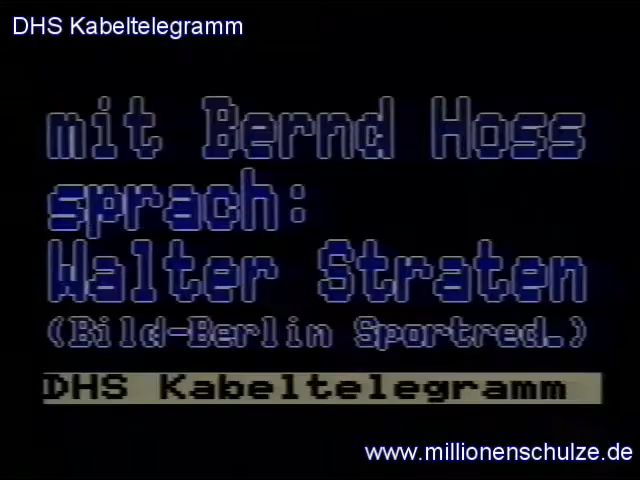 DHS Kabeltelegramm
mit Bernd Hoss
sprach:
Walter Straten
(Bild-Berlin Sportred.)
DHS Kabeltelegramm
www.millionenschulze.de